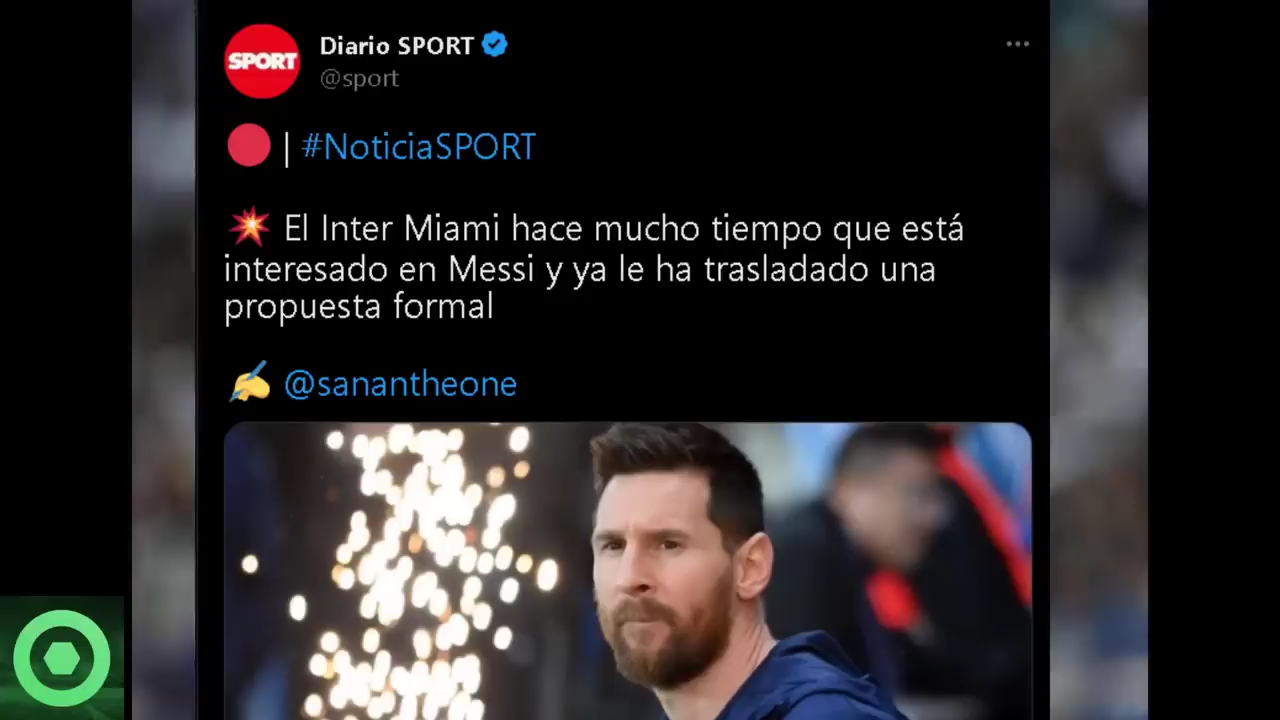 SPORT
Diario SPORT
@sport
| #NoticiaSPORT
El Inter Miami hace mucho tiempo que está
interesado en Messi y ya le ha trasladado una
propuesta formal
@sanantheone